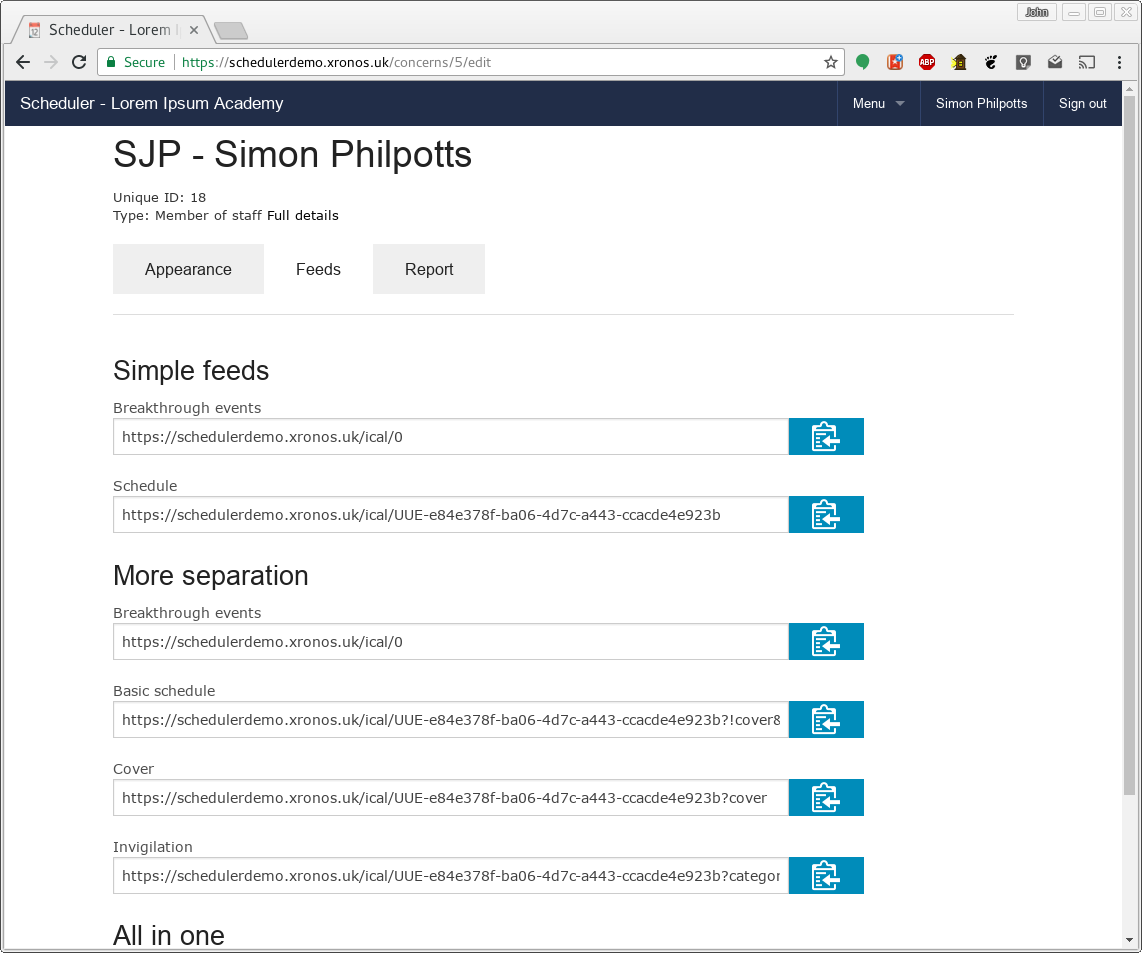 John
Scheduler - Lorem
Secure
https://schedulerdemo.xronos.uk/concerns/5/edit
ABP
Scheduler - Lorem Ipsum Academy
Menu
Simon Philpotts
Sign out
SJP - Simon Philpotts
Unique ID: 18
Type: Member of staff Full details
Appearance
Feeds
Report
Simple feeds
Breakthrough events
https://schedulerdemo.xronos.uk/ical/0
Schedule
https://schedulerdemo.xronos.uk/ical/UUE-e84e378f-ba06-4d7c-a443-ccacde4e923b
More separation
Breakthrough events
https://schedulerdemo.xronos.uk/ical/0
Basic schedule
https://schedulerdemo.xronos.uk/ical/UUE-e84e378f-ba06-4d7c-a443-ccacde4e923b?!cover&
Cover
https://schedulerdemo.xronos.uk/ical/UUE-e84e378f-ba06-4d7c-a443-ccacde4e923b?cover
Invigilation
https://schedulerdemo.xronos.uk/ical/UUE-e84e378f-ba06-4d7c-a443-ccacde4e923b?categor
All in one